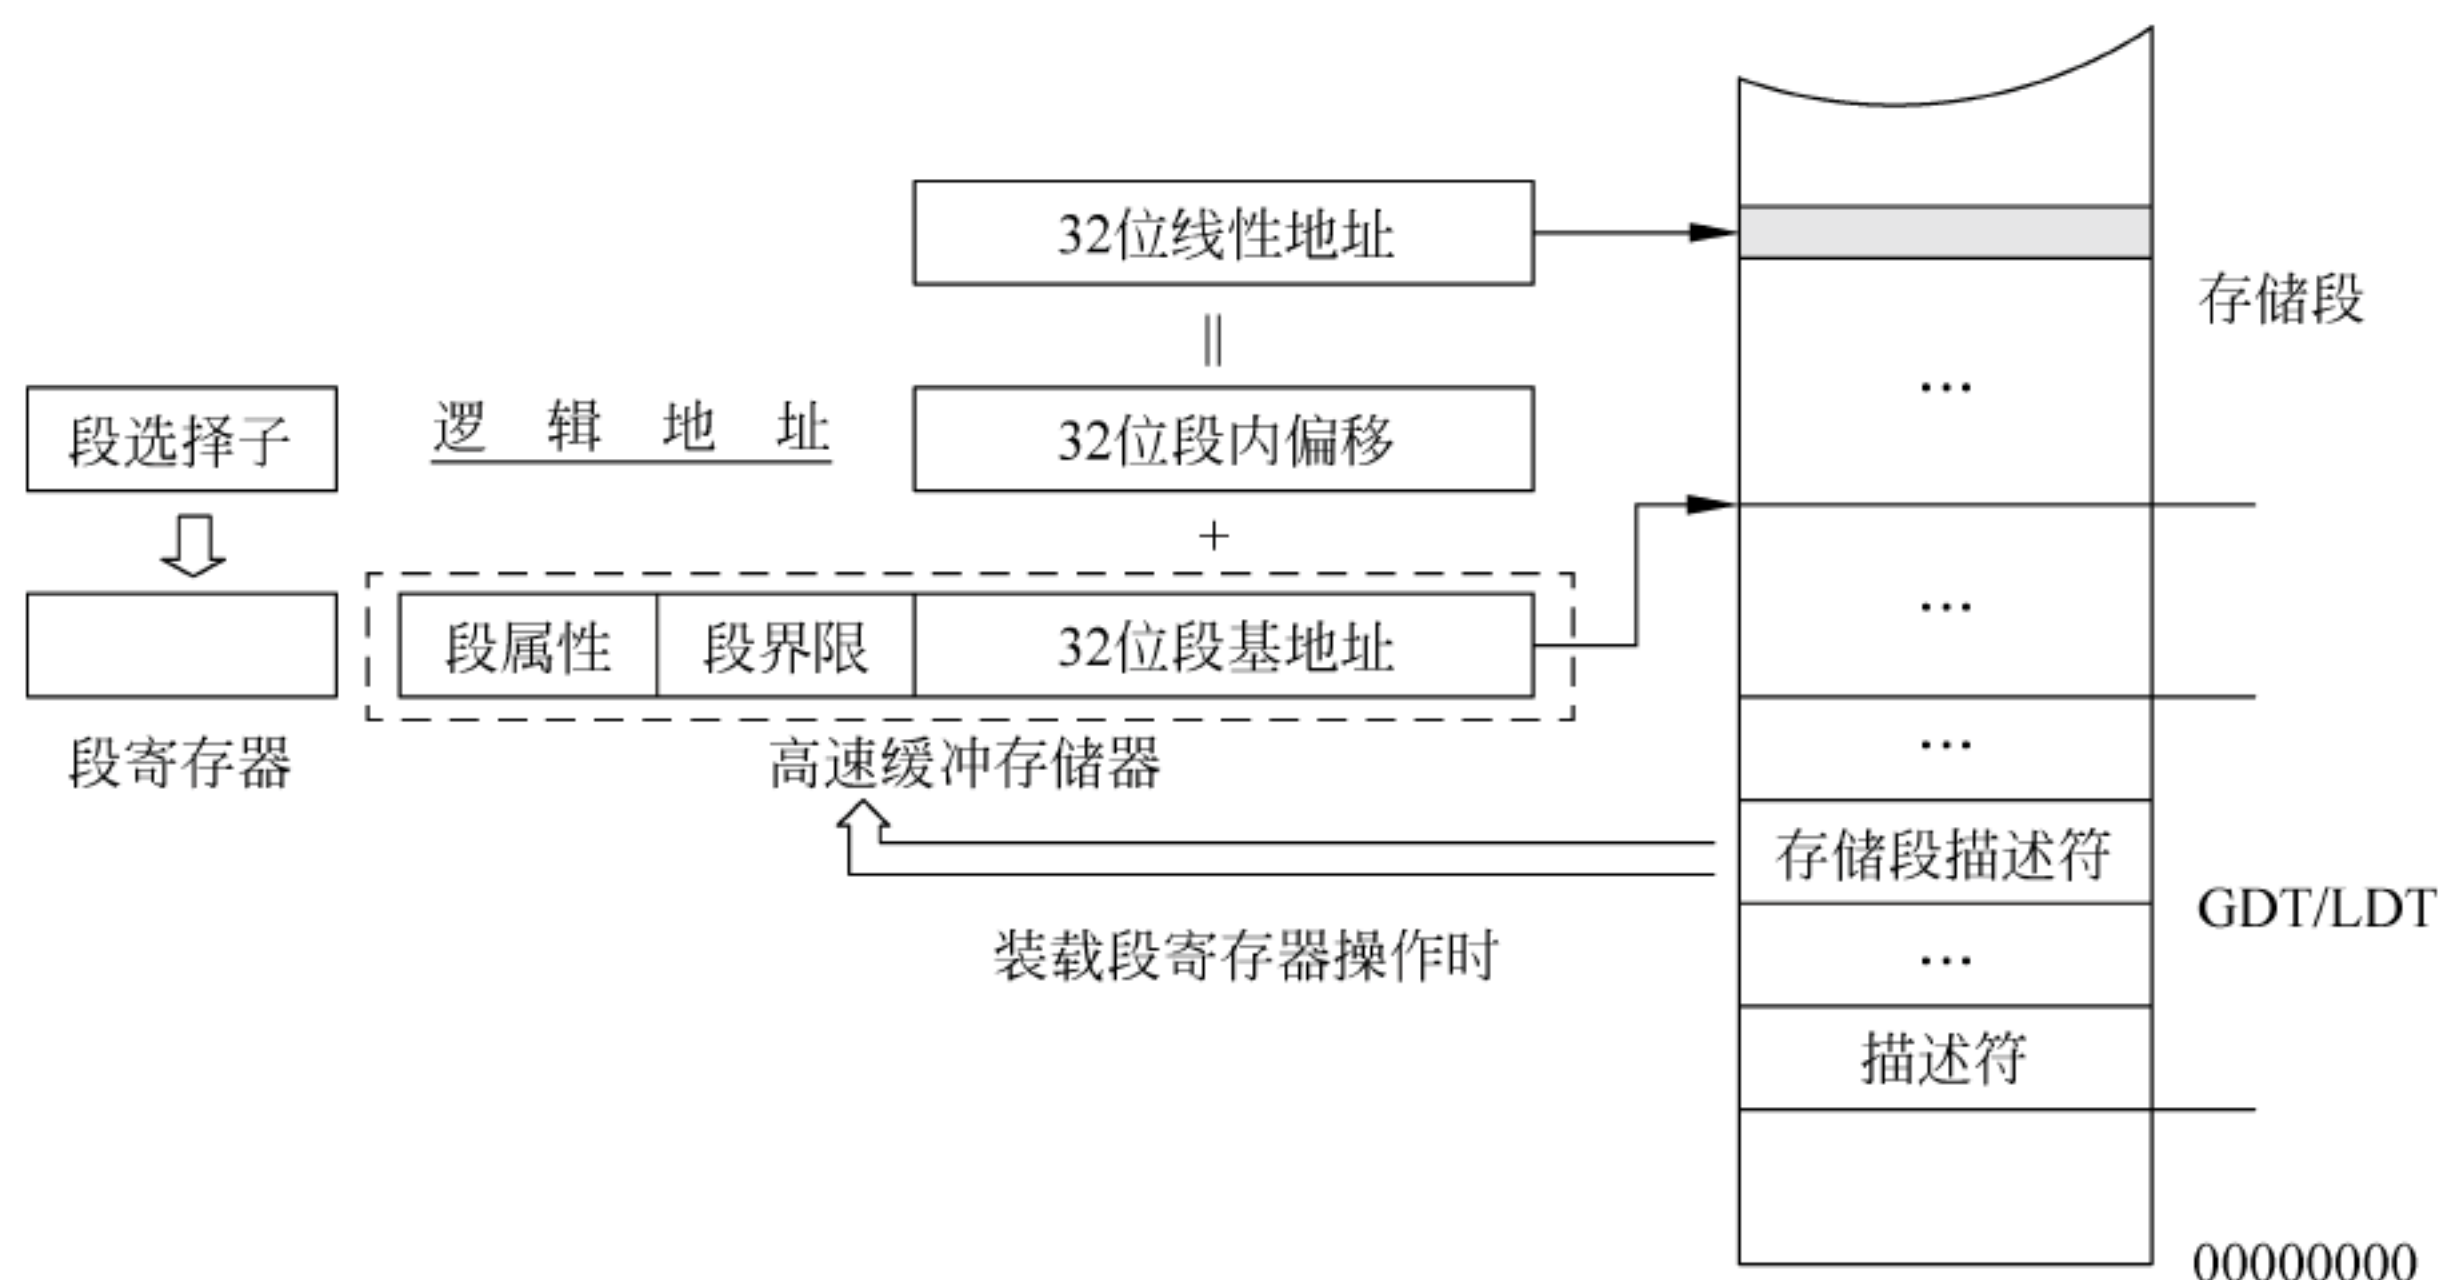 32位线性地址
存储段
‖
…
段选择子
逻 辑 地 址
32位段内偏移
+
…
段属性
段界限
32位段基地址
段寄存器
高速缓冲存储器
…
存储段描述符
GDT/LDT
装载段寄存器操作时
…
描述符
00000000